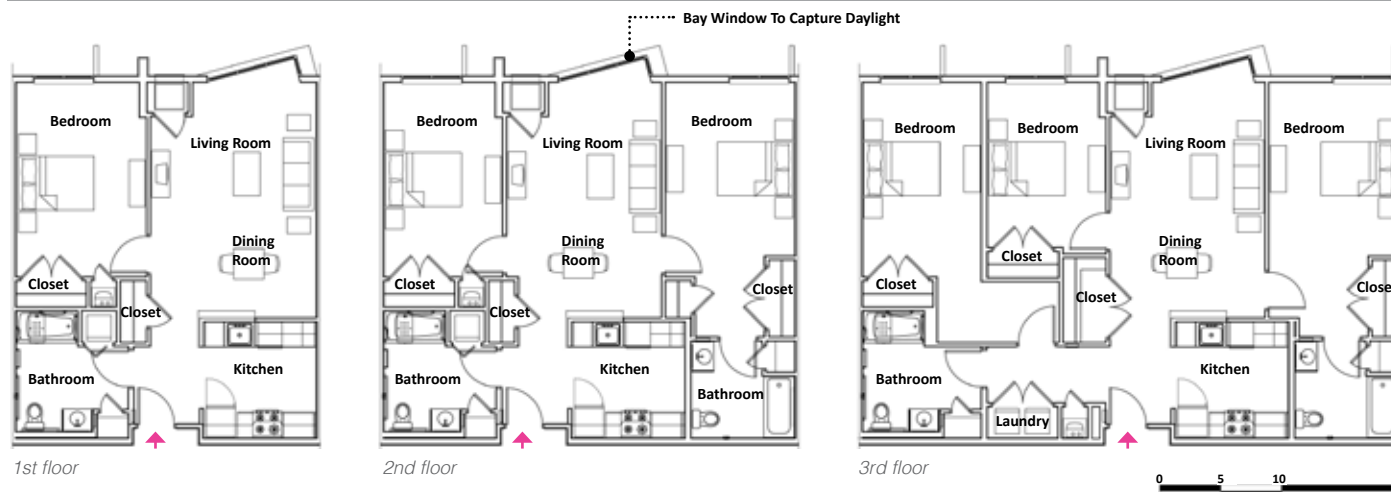 Bay Window To Capture Daylight
Bedroom
Living Room
Dining
Room
Closet
Closet
Bathroom
Kitchen
1st floor
Bedroom
Living Room
Bedroom
Dining
Room
Closet
Closet
Closet
Bathroom
Kitchen
Bathroom
2nd floor
Bedroom
Bedroom
Living Room
Bedroom
Dining
Room
Closet
Closet
Closet
Close
Bathroom
Kitchen
Laundry
3rd floor
0 5 10